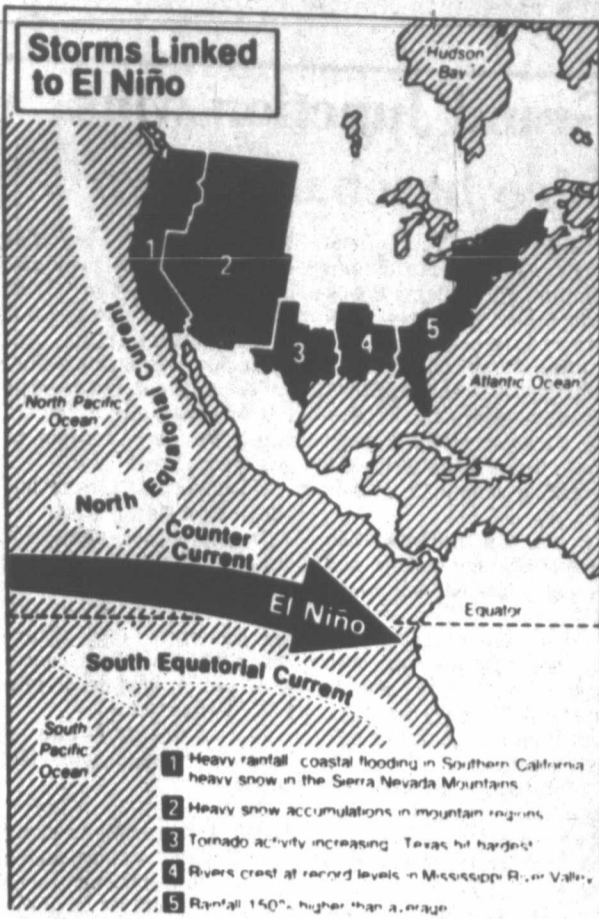 Storms Linked
to El Niño
Hudson
Bay
1
2
3
4
5
North Pacific
Ocean
Atlantic Ocean
North Equatorial Current
Counter
Current
El Niño
Equator
South Equatorial Current
South
Pacific
Ocean
1 Heavy rainfall coastal flooding in Southern California
heavy snow in the Sierra Nevada Mountains
2 Heavy snow accumulations in mountain regions
3 Tornado activity increasing Texas hit hardest
4 Rivers crest at record levels in Mississippi River Valley
5 Rainfall 150% higher than average